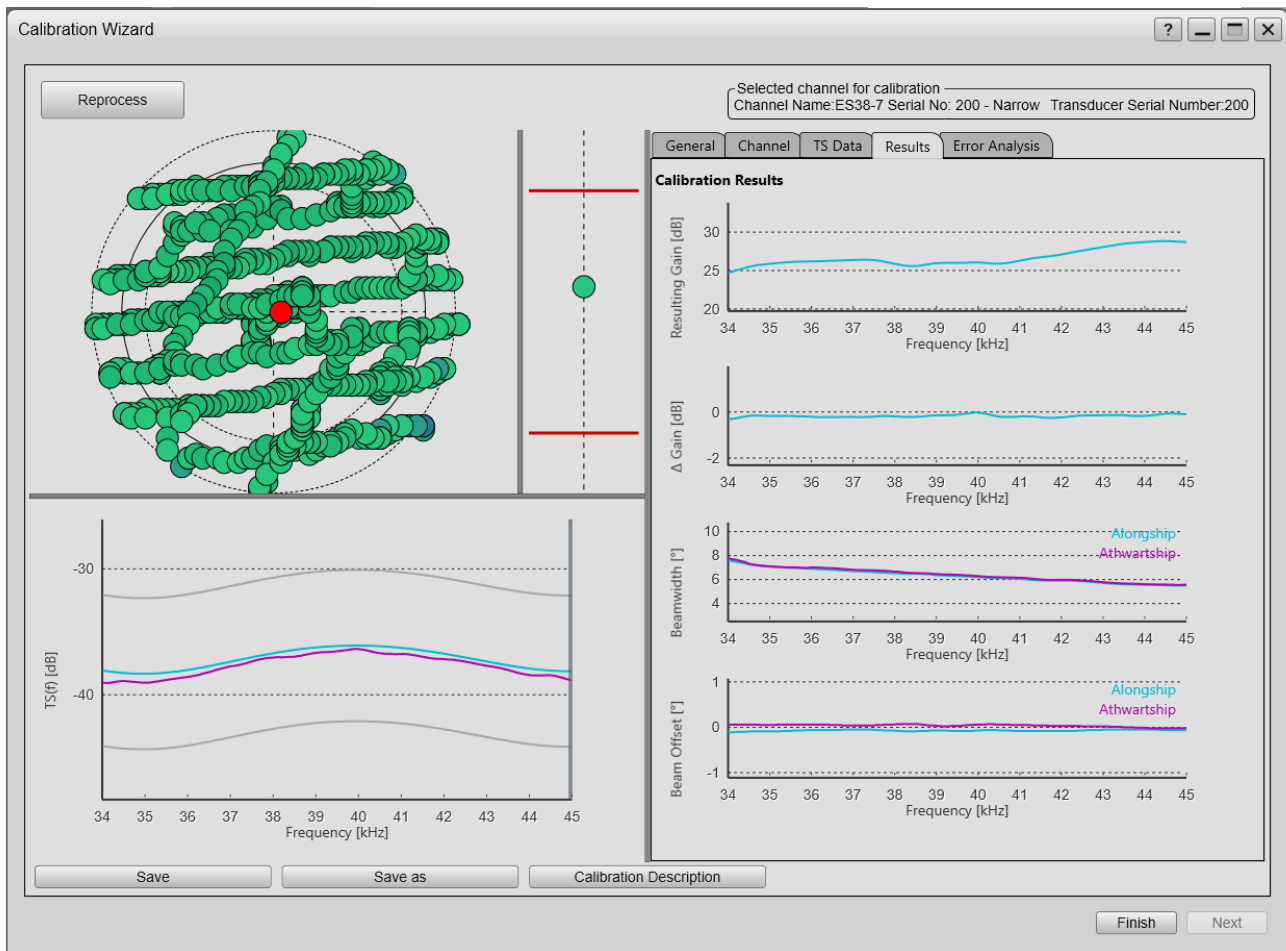 Calibration Wizard
?
Reprocess
Selected channel for calibration
Channel Name:ES38-7 Serial No: 200 - Narrow Transducer Serial Number:200
General Channel TS Data Results Error Analysis
Calibration Results
Resulting Gain [dB]
30
25
20
34 35 36 37 38 39 40 41 42 43 44 45
Frequency [kHz]
Δ Gain [dB]
0
-2
34 35 36 37 38 39 40 41 42 43 44 45
Frequency [kHz]
Beamwidth [°]
10
8
6
4
Alongship
Athwartship
34 35 36 37 38 39 40 41 42 43 44 45
Frequency [kHz]
Beam Offset [°]
1
0
-1
Alongship
Athwartship
34 35 36 37 38 39 40 41 42 43 44 45
Frequency [kHz]
TS(f) [dB]
-30
-40
34 35 36 37 38 39 40 41 42 43 44 45
Frequency [kHz]
Save Save as Calibration Description
Finish Next